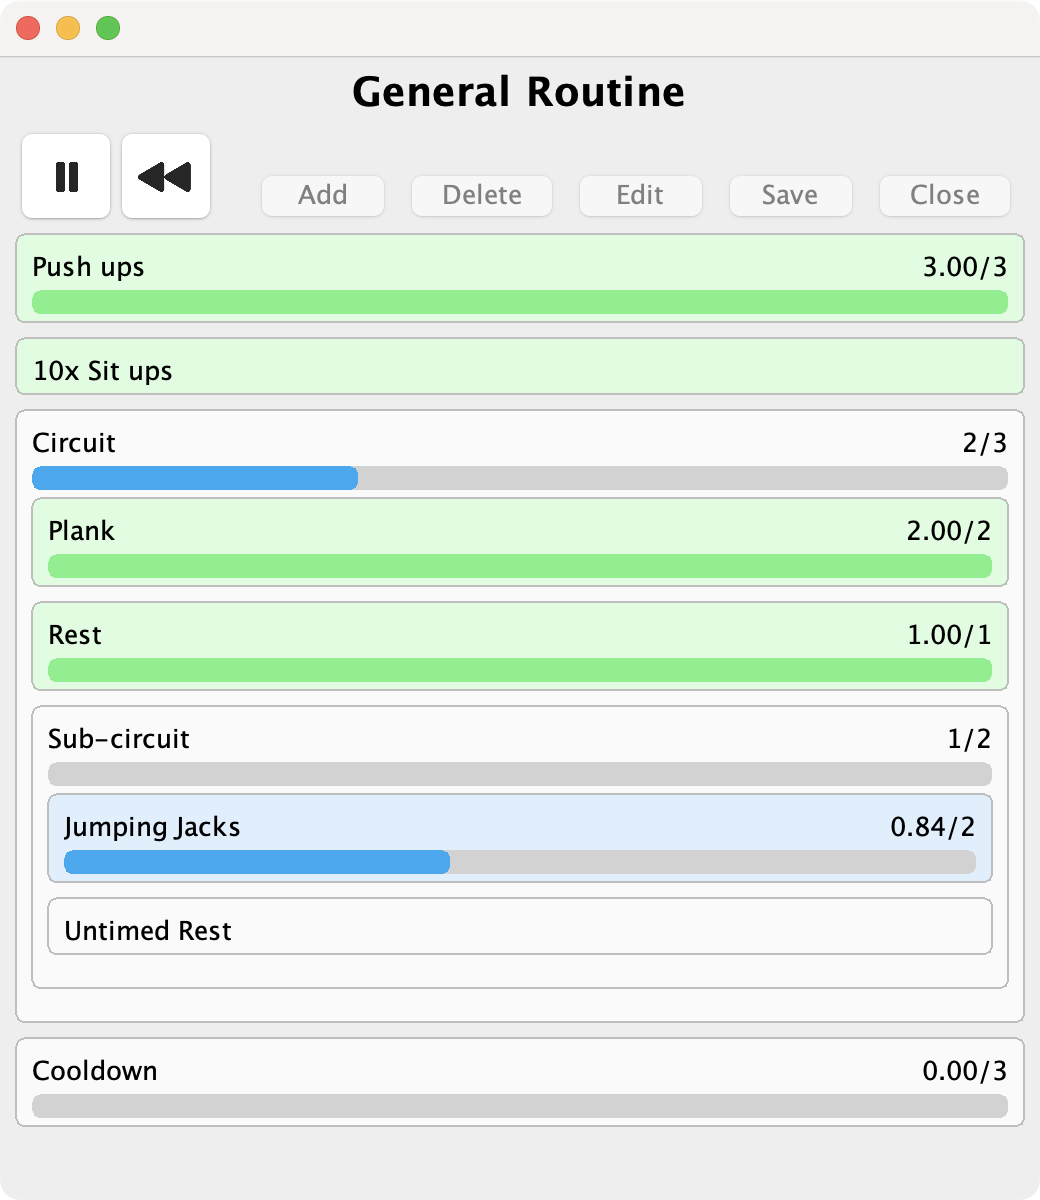 General Routine
Add Delete Edit Save Close
Push ups 3.00/3
10x Sit ups
Circuit 2/3
Plank 2.00/2
Rest 1.00/1
Sub-circuit 1/2
Jumping Jacks 0.84/2
Untimed Rest
Cooldown 0.00/3